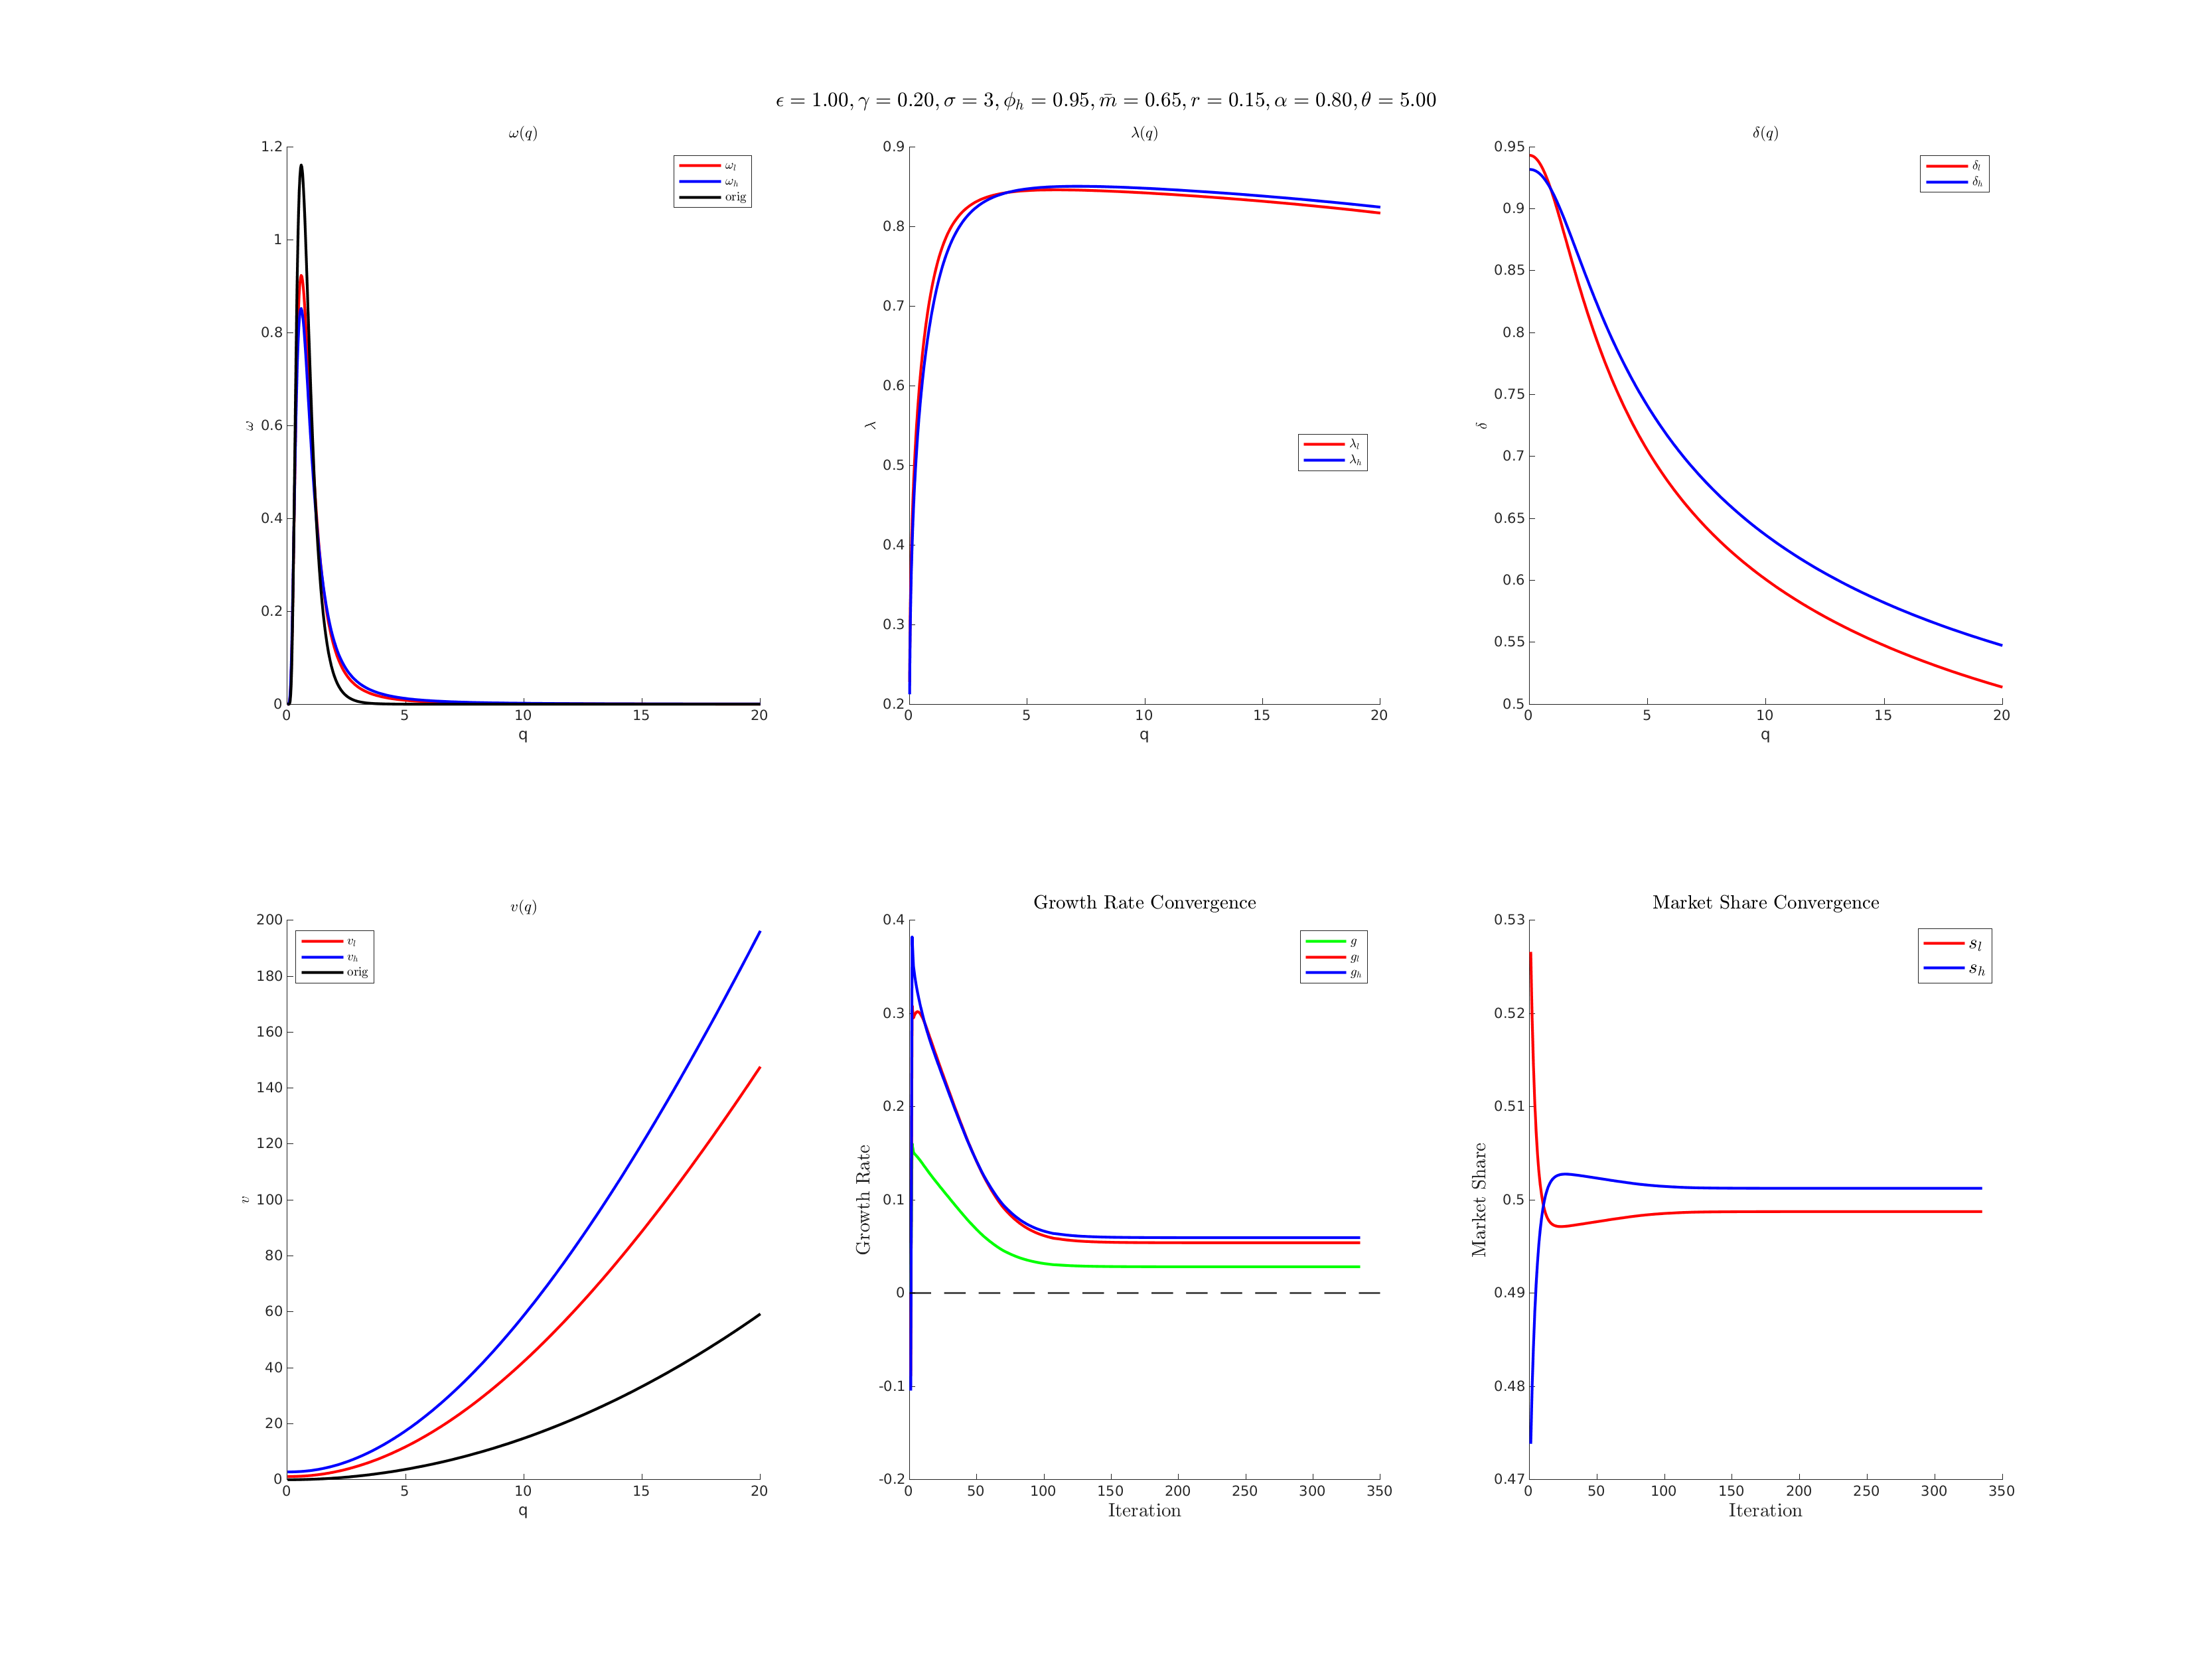 ϵ = 1.00, γ = 0.20, σ = 3, ϕ_h = 0.95, m̄ = 0.65, r = 0.15, α = 0.80, θ = 5.00
ω(q)
1.2
1
0.8
0.6
0.4
0.2
0
ω
0 5 10 15 20
q
ω_l
ω_h
orig
λ(q)
0.9
0.8
0.7
0.6
0.5
0.4
0.3
0.2
λ
0 5 10 15 20
q
λ_l
λ_h
δ(q)
0.95
0.9
0.85
0.8
0.75
0.7
0.65
0.6
0.55
0.5
δ
0 5 10 15 20
q
δ_l
δ_h
v(q)
200
180
160
140
120
100
80
60
40
20
0
v
0 5 10 15 20
q
v_l
v_h
orig
Growth Rate Convergence
0.4
0.3
0.2
0.1
0
-0.1
-0.2
Growth Rate
0 50 100 150 200 250 300 350
Iteration
g
g_l
g_h
Market Share Convergence
0.53
0.52
0.51
0.5
0.49
0.48
0.47
Market Share
0 50 100 150 200 250 300 350
Iteration
s_l
s_h